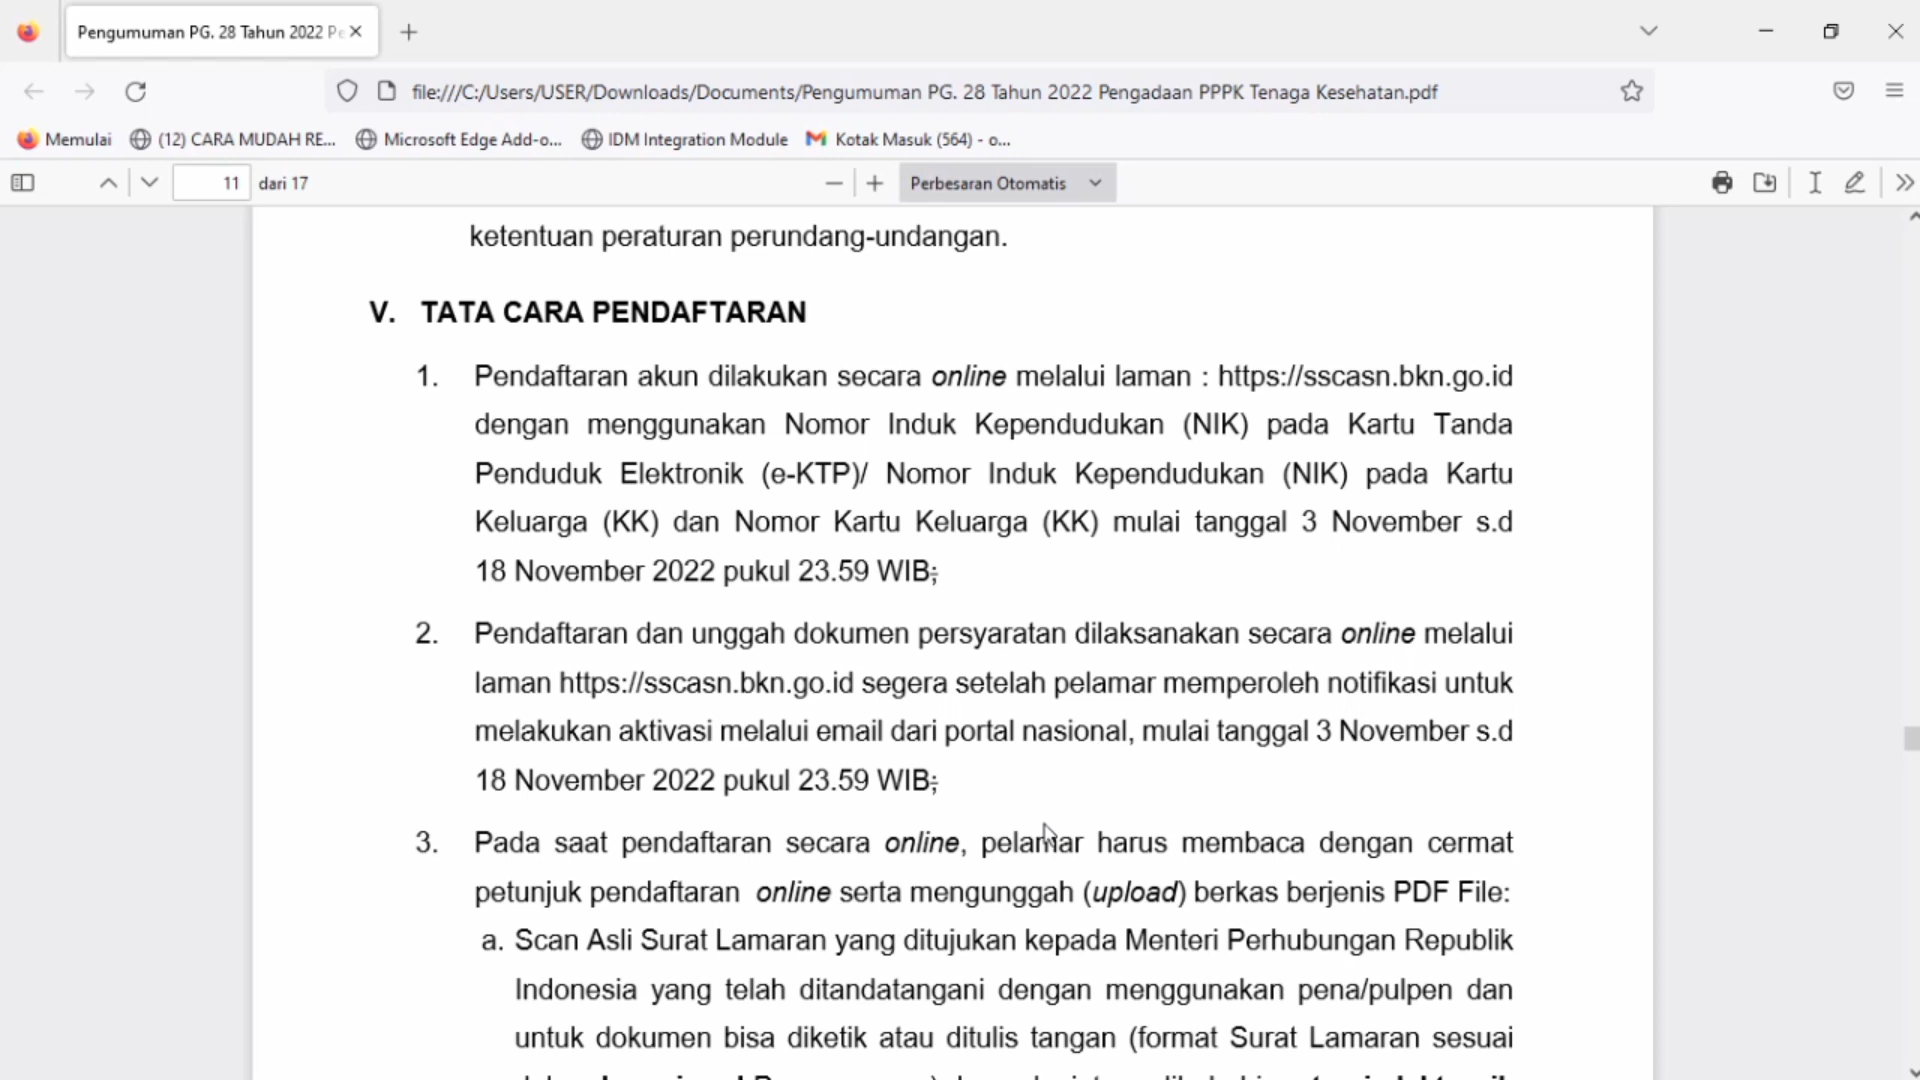 Pengumuman PG. 28 Tahun 2022 Pe
file:///C:/Users/USER/Downloads/Documents/Pengumuman PG. 28 Tahun 2022 Pengadaan PPPK Tenaga Kesehatan.pdf
Memulai (12) CARA MUDAH RE... Microsoft Edge Add-o... IDM Integration Module Kotak Masuk (564) - o...
11 dari 17 Perbesaran Otomatis
ketentuan peraturan perundang-undangan.
V. TATA CARA PENDAFTARAN
1. Pendaftaran akun dilakukan secara online melalui laman : https://sscasn.bkn.go.id
dengan menggunakan Nomor Induk Kependudukan (NIK) pada Kartu Tanda
Penduduk Elektronik (e-KTP)/ Nomor Induk Kependudukan (NIK) pada Kartu
Keluarga (KK) dan Nomor Kartu Keluarga (KK) mulai tanggal 3 November s.d
18 November 2022 pukul 23.59 WIB;
2. Pendaftaran dan unggah dokumen persyaratan dilaksanakan secara online melalui
laman https://sscasn.bkn.go.id segera setelah pelamar memperoleh notifikasi untuk
melakukan aktivasi melalui email dari portal nasional, mulai tanggal 3 November s.d
18 November 2022 pukul 23.59 WIB;
3. Pada saat pendaftaran secara online, pelamar harus membaca dengan cermat
petunjuk pendaftaran online serta mengunggah (upload) berkas berjenis PDF File:
a. Scan Asli Surat Lamaran yang ditujukan kepada Menteri Perhubungan Republik
Indonesia yang telah ditandatangani dengan menggunakan pena/pulpen dan
untuk dokumen bisa diketik atau ditulis tangan (format Surat Lamaran sesuai